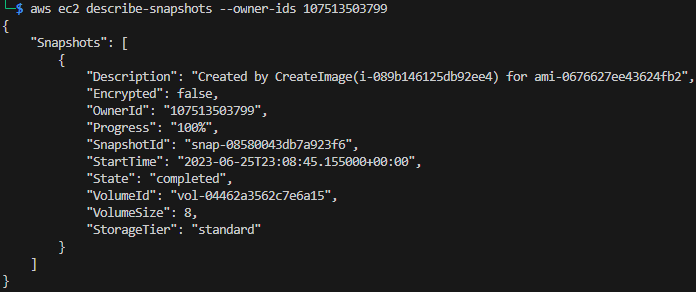 └─$ aws ec2 describe-snapshots --owner-ids 107513503799
{
    "Snapshots": [
        {
            "Description": "Created by CreateImage(i-089b146125db92ee4) for ami-0676627ee43624fb2",
            "Encrypted": false,
            "OwnerId": "107513503799",
            "Progress": "100%",
            "SnapshotId": "snap-08580043db7a923f6",
            "StartTime": "2023-06-25T23:08:45.155000+00:00",
            "State": "completed",
            "VolumeId": "vol-04462a3562c7e6a15",
            "VolumeSize": 8,
            "StorageTier": "standard"
        }
    ]
}